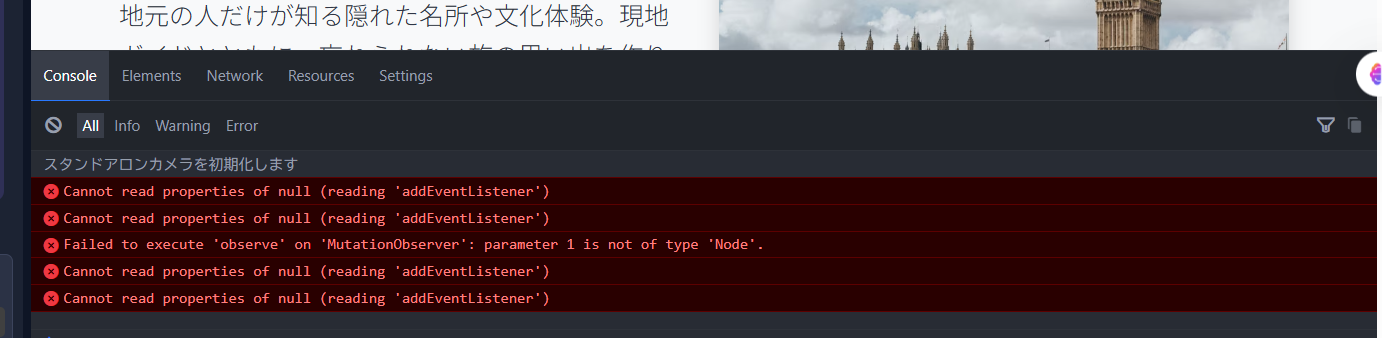 地元の人だけが知る隠れた名所や文化体験。現地
Console Elements Network Resources Settings
All Info Warning Error
スタンドアロンカメラを初期化します
Cannot read properties of null (reading 'addEventListener')
Cannot read properties of null (reading 'addEventListener')
Failed to execute 'observe' on 'MutationObserver': parameter 1 is not of type 'Node'.
Cannot read properties of null (reading 'addEventListener')
Cannot read properties of null (reading 'addEventListener')